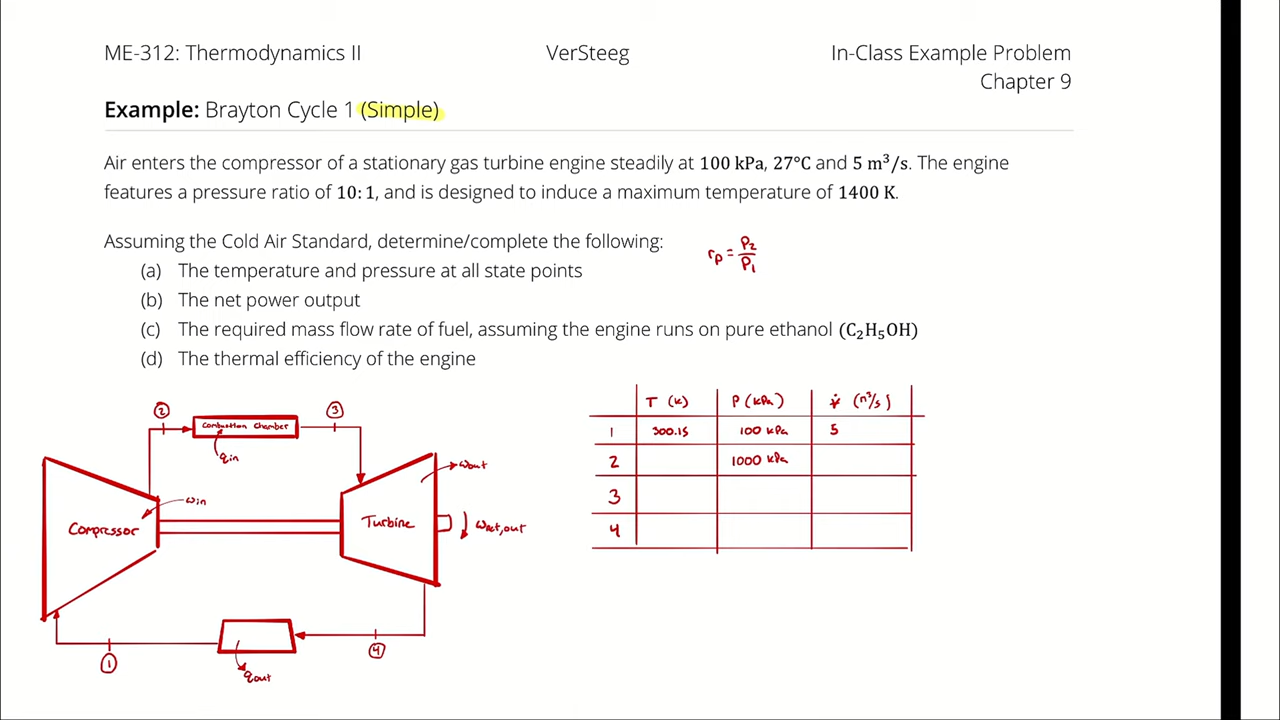 ME-312: Thermodynamics II VerSteeg In-Class Example Problem
Chapter 9
Example: Brayton Cycle 1 (Simple)
Air enters the compressor of a stationary gas turbine engine steadily at 100 kPa, 27°C and 5 m³/s. The engine
features a pressure ratio of 10: 1, and is designed to induce a maximum temperature of 1400 K.
Assuming the Cold Air Standard, determine/complete the following:
(a) The temperature and pressure at all state points
(b) The net power output
(c) The required mass flow rate of fuel, assuming the engine runs on pure ethanol (C₂H₅OH)
(d) The thermal efficiency of the engine
rp = P2/P1
2 Combustion Chamber 3
qin
win
wout
Compressor
Turbine
wnet,out
1
4
qout
T (K) P (kPa) V̇ (m³/s)
1 300.15 100 kPa 5
2 1000 kPa
3
4